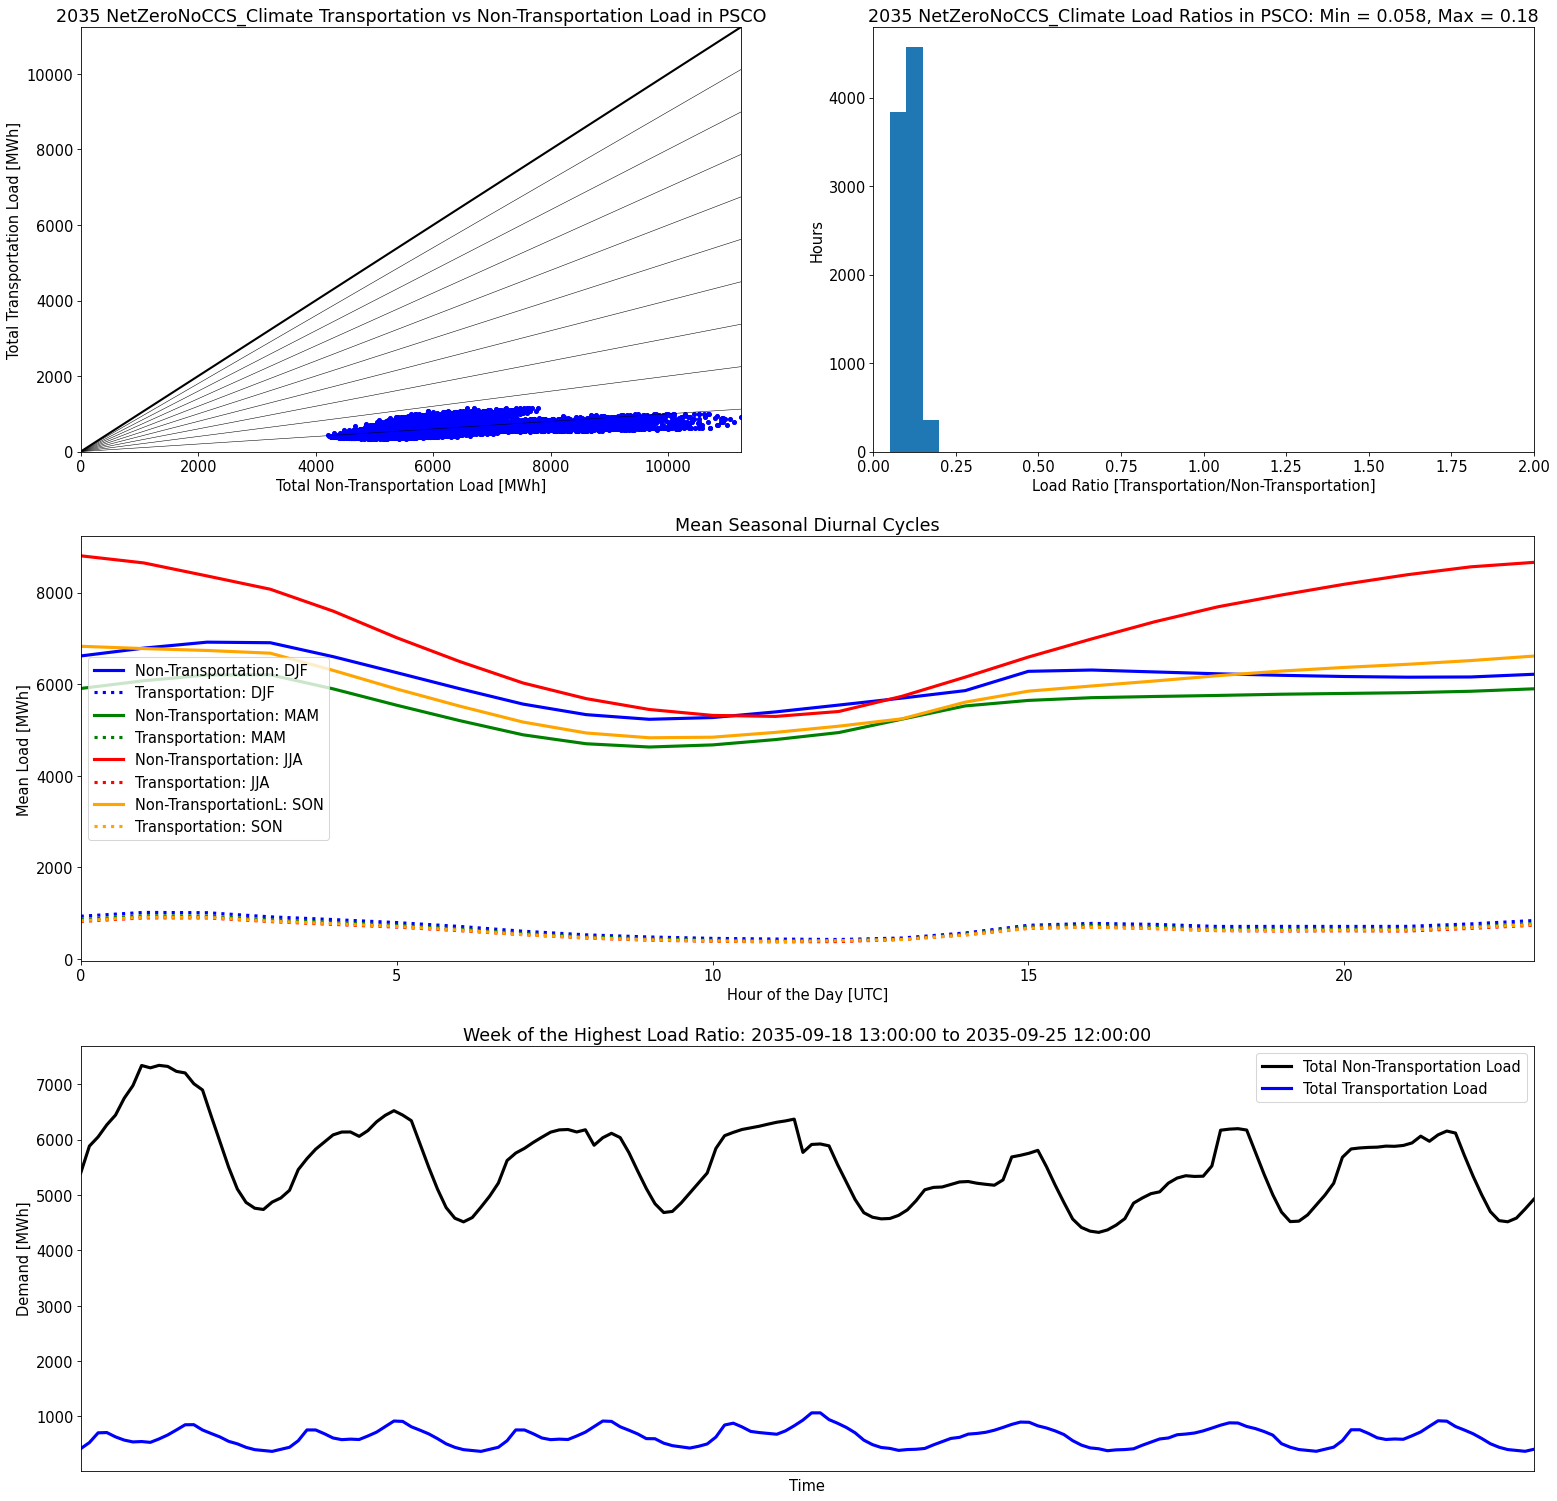 2035 NetZeroNoCCS_Climate Transportation vs Non-Transportation Load in PSCO
Total Transportation Load [MWh]
10000
8000
6000
4000
2000
0
0 2000 4000 6000 8000 10000
Total Non-Transportation Load [MWh]
2035 NetZeroNoCCS_Climate Load Ratios in PSCO: Min = 0.058, Max = 0.18
Hours
4000
3000
2000
1000
0
0.00 0.25 0.50 0.75 1.00 1.25 1.50 1.75 2.00
Load Ratio [Transportation/Non-Transportation]
Mean Seasonal Diurnal Cycles
Mean Load [MWh]
8000
6000
4000
2000
0
Non-Transportation: DJF
Transportation: DJF
Non-Transportation: MAM
Transportation: MAM
Non-Transportation: JJA
Transportation: JJA
Non-TransportationL: SON
Transportation: SON
0 5 10 15 20
Hour of the Day [UTC]
Week of the Highest Load Ratio: 2035-09-18 13:00:00 to 2035-09-25 12:00:00
Demand [MWh]
7000
6000
5000
4000
3000
2000
1000
Total Non-Transportation Load
Total Transportation Load
Time